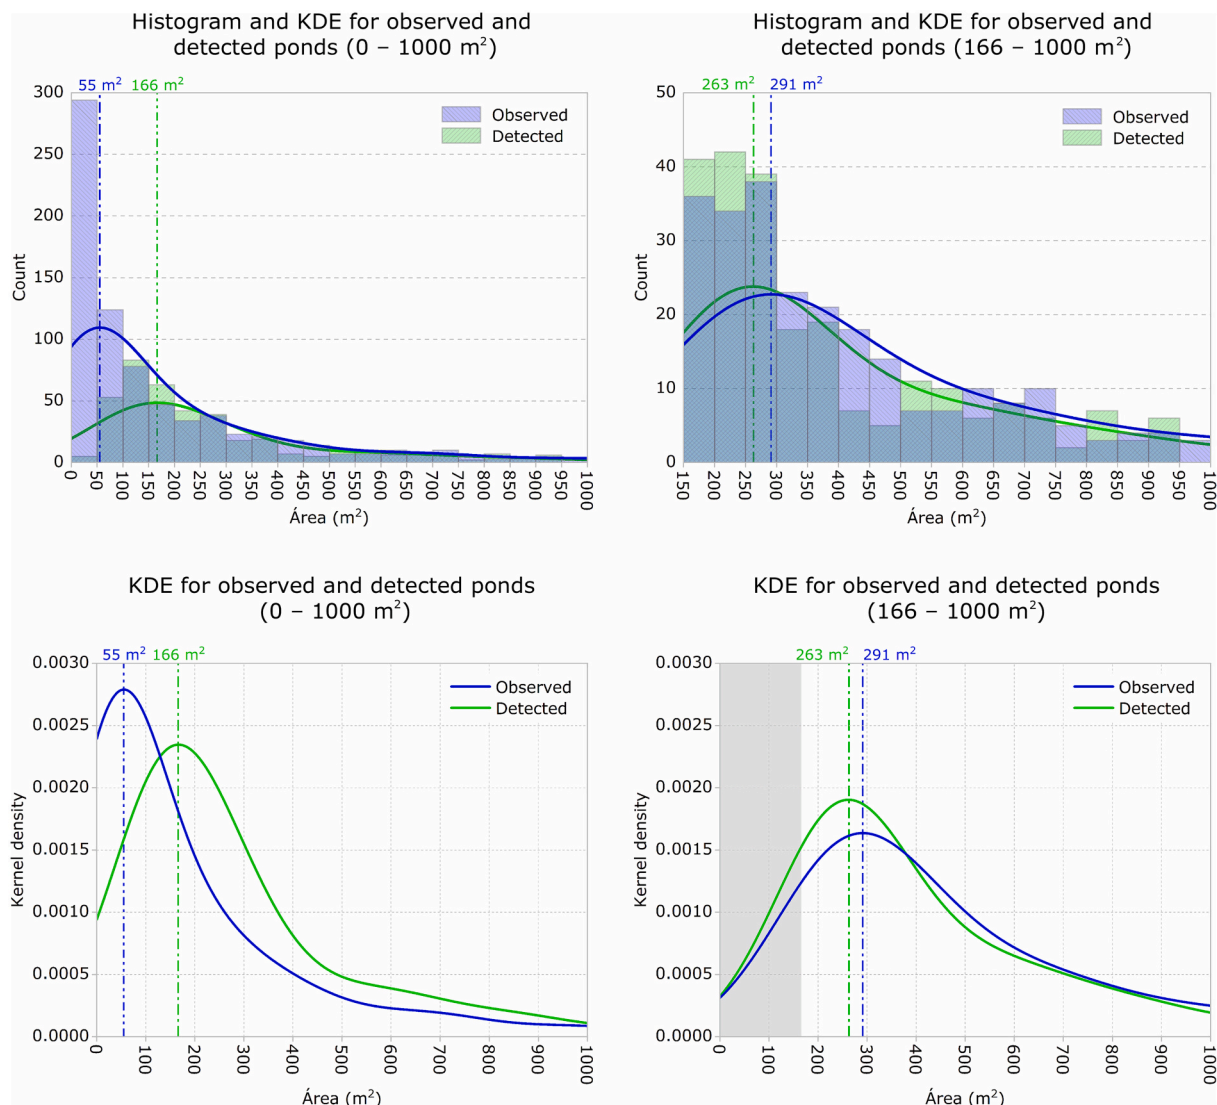 Histogram and KDE for observed and
detected ponds (0 – 1000 m²)
55 m² 166 m²
300
250
200
150
100
50
0
Count
Observed
Detected
0 50 100 150 200 250 300 350 400 450 500 550 600 650 700 750 800 850 900 950 1000
Área (m²)
Histogram and KDE for observed and
detected ponds (166 – 1000 m²)
263 m² 291 m²
50
40
30
20
10
0
Count
Observed
Detected
150 200 250 300 350 400 450 500 550 600 650 700 750 800 850 900 950 1000
Área (m²)
KDE for observed and detected ponds
(0 – 1000 m²)
55 m² 166 m²
0.0030
0.0025
0.0020
0.0015
0.0010
0.0005
0.0000
Kernel density
Observed
Detected
0 100 200 300 400 500 600 700 800 900 1000
Área (m²)
KDE for observed and detected ponds
(166 – 1000 m²)
263 m² 291 m²
0.0030
0.0025
0.0020
0.0015
0.0010
0.0005
0.0000
Kernel density
Observed
Detected
0 100 200 300 400 500 600 700 800 900 1000
Área (m²)